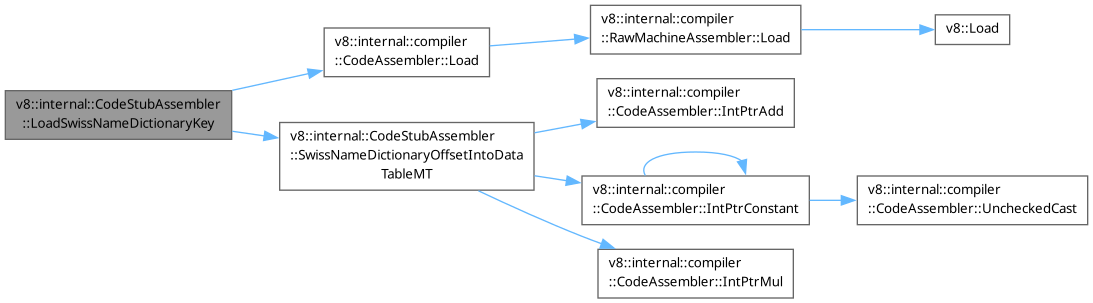 v8::internal::CodeStubAssembler
::LoadSwissNameDictionaryKey
v8::internal::compiler
::CodeAssembler::Load
v8::internal::compiler
::RawMachineAssembler::Load
v8::Load
v8::internal::CodeStubAssembler
::SwissNameDictionaryOffsetIntoData
TableMT
v8::internal::compiler
::CodeAssembler::IntPtrAdd
v8::internal::compiler
::CodeAssembler::IntPtrConstant
v8::internal::compiler
::CodeAssembler::UncheckedCast
v8::internal::compiler
::CodeAssembler::IntPtrMul